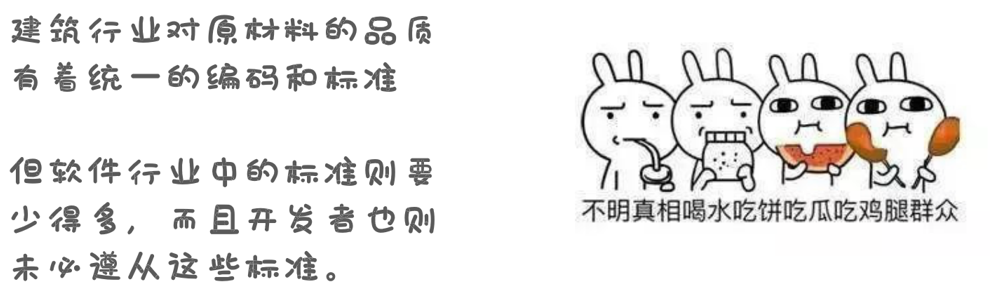 建筑行业对原材料的品质
有着统一的编码和标准
但软件行业中的标准则要
少得多，而且开发者也则
未必遵从这些标准。
不明真相喝水吃饼吃瓜吃鸡腿群众